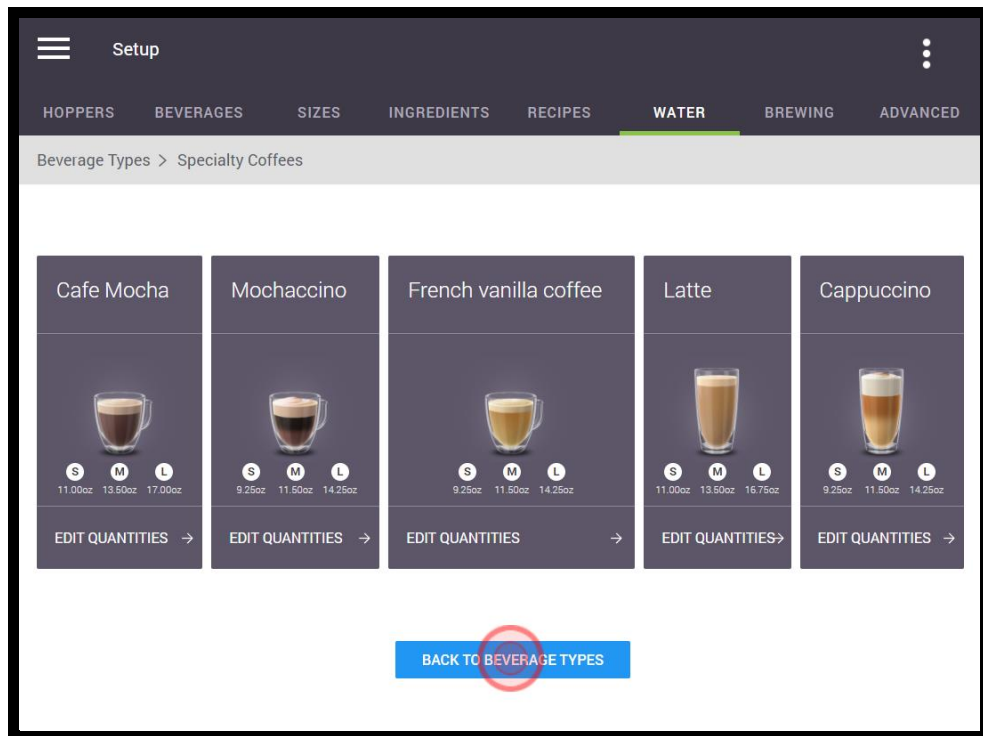 Setup
HOPPERS BEVERAGES SIZES INGREDIENTS RECIPES WATER BREWING ADVANCED
Beverage Types > Specialty Coffees
Cafe Mocha
S M L
11.00oz 13.50oz 17.00oz
EDIT QUANTITIES →
Mochaccino
S M L
9.25oz 11.50oz 14.25oz
EDIT QUANTITIES →
French vanilla coffee
S M L
9.25oz 11.50oz 14.25oz
EDIT QUANTITIES →
Latte
S M L
11.00oz 13.50oz 16.75oz
EDIT QUANTITIES →
Cappuccino
S M L
9.25oz 11.50oz 14.25oz
EDIT QUANTITIES →
BACK TO BEVERAGE TYPES